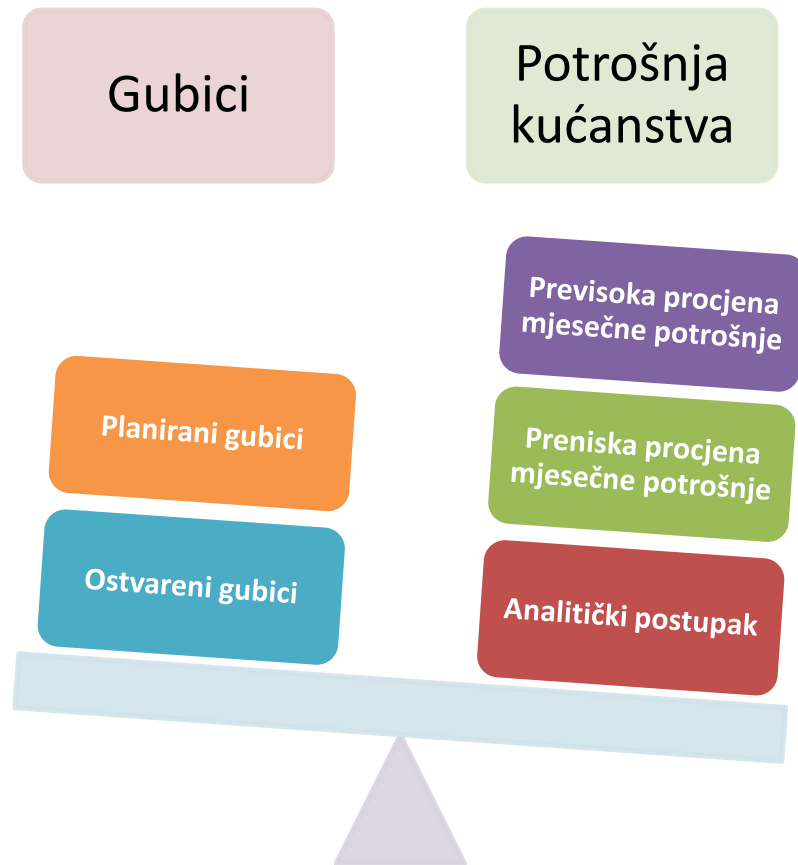 Gubici
Potrošnja
kućanstva
Planirani gubici
Ostvareni gubici
Previsoka procjena
mjesečne potrošnje
Preniska procjena
mjesečne potrošnje
Analitički postupak